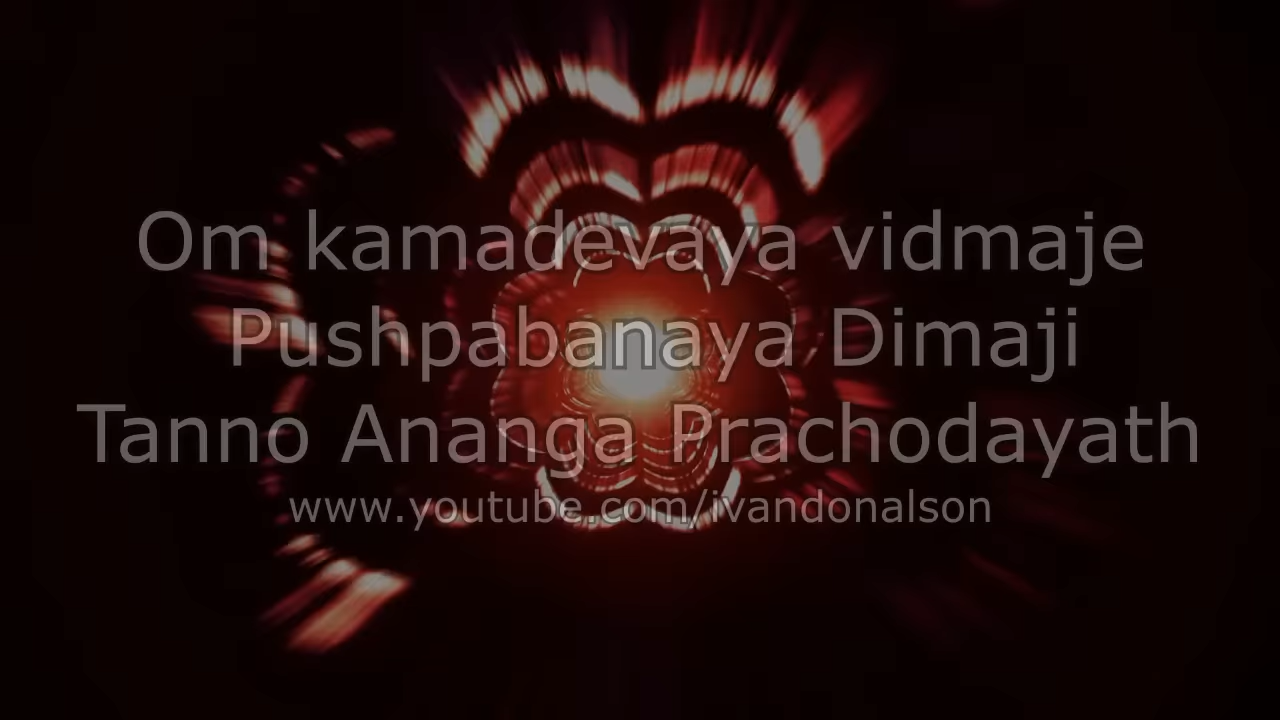 Om kamadevaya vidmaje
Pushpabanaya Dimaji
Tanno Ananga Prachodayath
www.youtube.com/ivandonalson